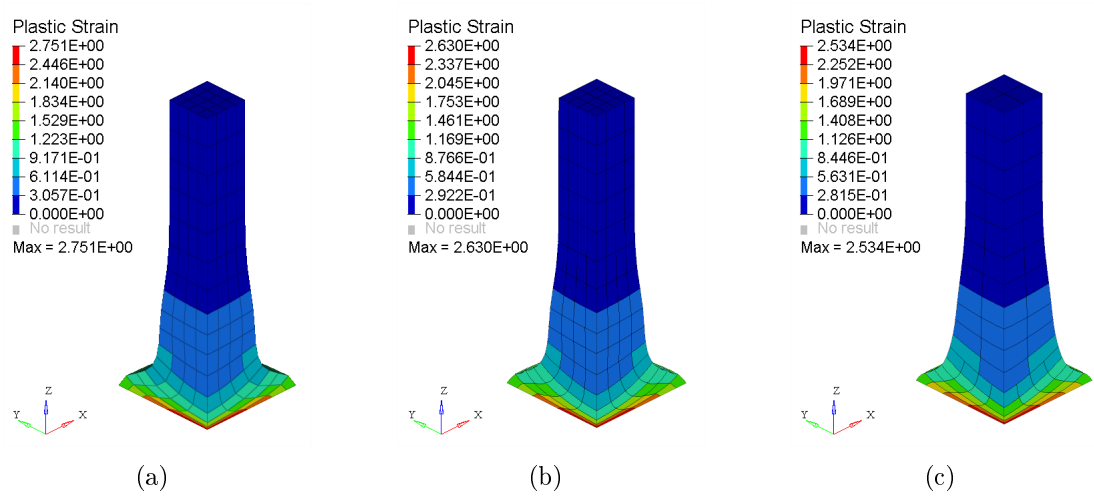 Plastic Strain
2.751E+00
2.446E+00
2.140E+00
1.834E+00
1.529E+00
1.223E+00
9.171E-01
6.114E-01
3.057E-01
0.000E+00
No result
Max = 2.751E+00
Z
Y
X
(a)
Plastic Strain
2.630E+00
2.337E+00
2.045E+00
1.753E+00
1.461E+00
1.169E+00
8.766E-01
5.844E-01
2.922E-01
0.000E+00
No result
Max = 2.630E+00
Z
Y
X
(b)
Plastic Strain
2.534E+00
2.252E+00
1.971E+00
1.689E+00
1.408E+00
1.126E+00
8.446E-01
5.631E-01
2.815E-01
0.000E+00
No result
Max = 2.534E+00
Z
Y
X
(c)